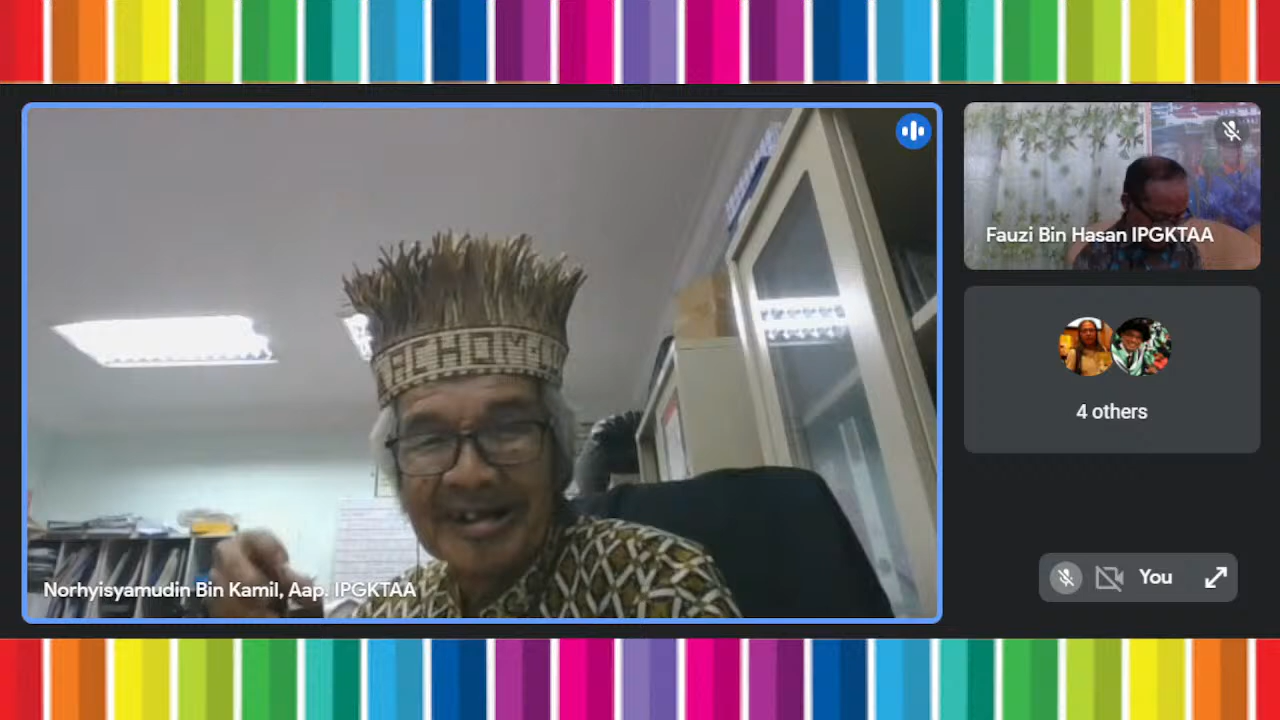 Fauzi Bin Hasan IPGKTAA
4 others
Norhyisyamudin Bin Kamil, Aap. IPGKTAA
You